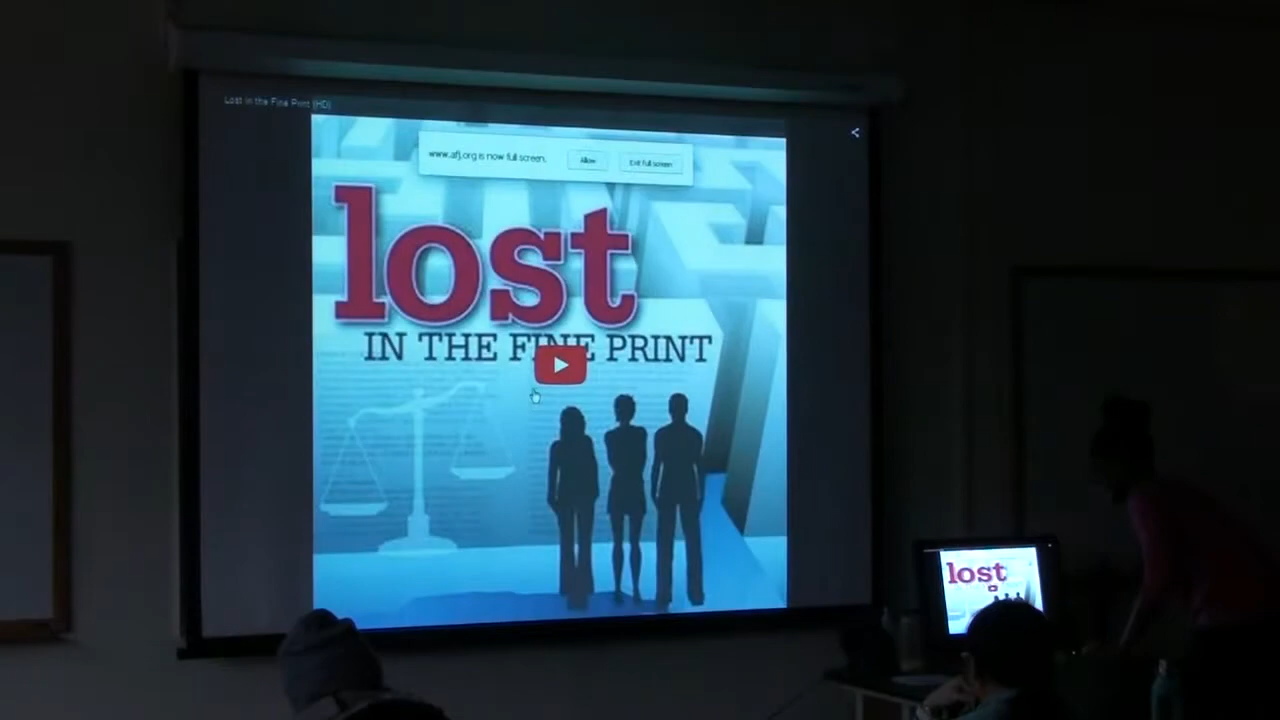 Lost in the Fine Print (HD)
www.afj.org is now full screen. Allow Exit full screen
lost
IN THE FINE PRINT
lost